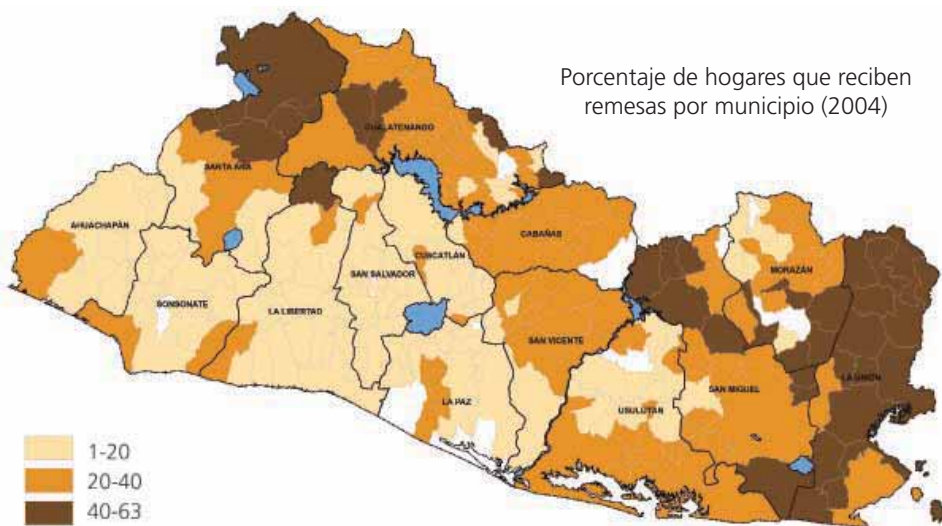 Porcentaje de hogares que reciben
remesas por municipio (2004)
CHALATENANDO
SANTA ANA
AHUACHAPÁN
CABAÑAS
CUSCATLÁN
MORAZÁN
SAN SALVADOR
SONSONATE
LA LIBERTAD
SAN VICENTE
LA UNIÓN
SAN MIGUEL
LA PAZ
USULUTÁN
1-20
20-40
40-63